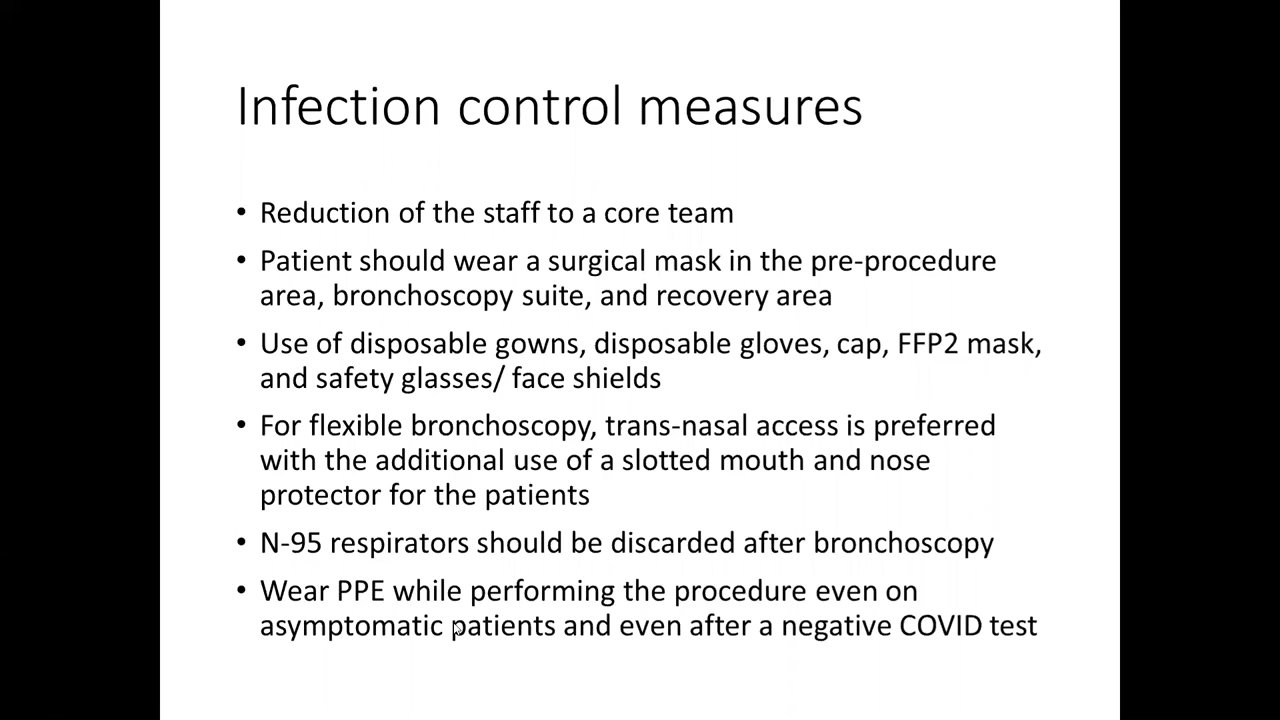 Infection control measures
• Reduction of the staff to a core team
• Patient should wear a surgical mask in the pre-procedure
area, bronchoscopy suite, and recovery area
• Use of disposable gowns, disposable gloves, cap, FFP2 mask,
and safety glasses/ face shields
• For flexible bronchoscopy, trans-nasal access is preferred
with the additional use of a slotted mouth and nose
protector for the patients
• N-95 respirators should be discarded after bronchoscopy
• Wear PPE while performing the procedure even on
asymptomatic patients and even after a negative COVID test